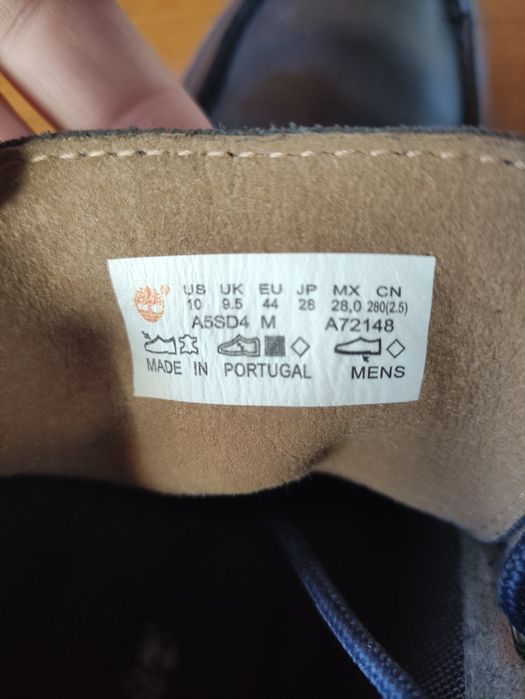 US UK EU JP MX CN
10 9.5 44 28 28,0 280(2.5)
A5SD4 M A72148
MADE IN PORTUGAL MENS